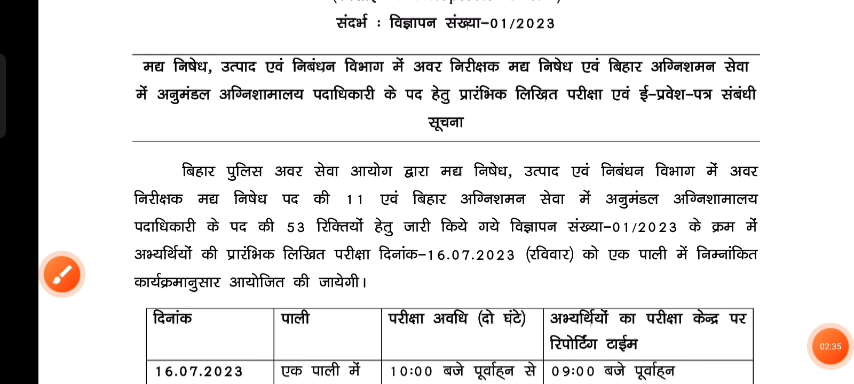 संदर्भ : विज्ञापन संख्या-01/2023
मद्य निषेध, उत्पाद एवं निबंधन विभाग में अवर निरीक्षक मद्य निषेध एवं बिहार अग्निशमन सेवा
में अनुमंडल अग्निशामालय पदाधिकारी के पद हेतु प्रारंभिक लिखित परीक्षा एवं ई-प्रवेश-पत्र संबंधी
सूचना
बिहार पुलिस अवर सेवा आयोग द्वारा मद्य निषेध, उत्पाद एवं निबंधन विभाग में अवर
निरीक्षक मद्य निषेध पद की 11 एवं बिहार अग्निशमन सेवा में अनुमंडल अग्निशामालय
पदाधिकारी के पद की 53 रिक्तियों हेतु जारी किये गये विज्ञापन संख्या-01/2023 के क्रम में
अभ्यर्थियों की प्रारंभिक लिखित परीक्षा दिनांक-16.07.2023 (रविवार) को एक पाली में निम्नांकित
कार्यक्रमानुसार आयोजित की जायेगी।
दिनांक पाली परीक्षा अवधि (दो घंटे) अभ्यर्थियों का परीक्षा केन्द्र पर
रिपोर्टिंग टाईम
16.07.2023 एक पाली में 10:00 बजे पूर्वाह्न से 09:00 बजे पूर्वाह्न
02:35